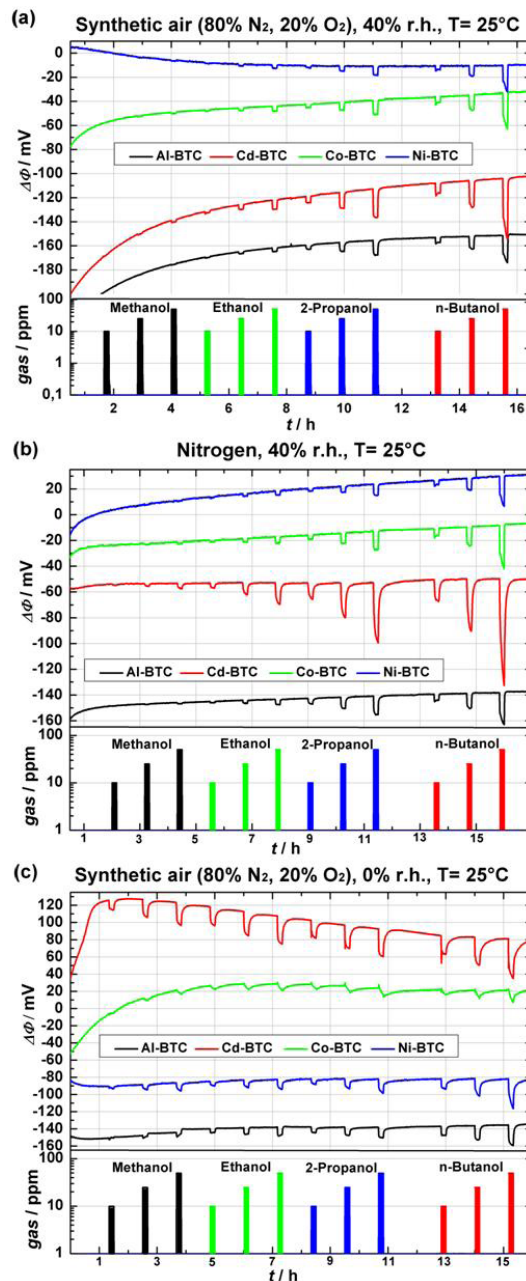 (a) Synthetic air (80% N₂, 20% O₂), 40% r.h., T= 25°C
0
-40
-80
-120
-160
ΔΦ / mV
Al-BTC Cd-BTC Co-BTC Ni-BTC
100
10
1
0,1
gas / ppm
Methanol Ethanol 2-Propanol n-Butanol
2 4 6 8 10 12 14 16
t / h
(b) Nitrogen, 40% r.h., T= 25°C
20
0
-20
-40
-60
-80
-100
-120
-140
-160
ΔΦ / mV
Al-BTC Cd-BTC Co-BTC Ni-BTC
100
10
1
gas / ppm
Methanol Ethanol 2-Propanol n-Butanol
1 3 5 7 9 11 13 15
t / h
(c) Synthetic air (80% N₂, 20% O₂), 0% r.h., T= 25°C
120
100
80
60
40
20
0
-20
-40
-60
-80
-100
-120
-140
-160
ΔΦ / mV
Al-BTC Cd-BTC Co-BTC Ni-BTC
100
10
1
gas / ppm
Methanol Ethanol 2-Propanol n-Butanol
1 3 5 7 9 11 13 15
t / h